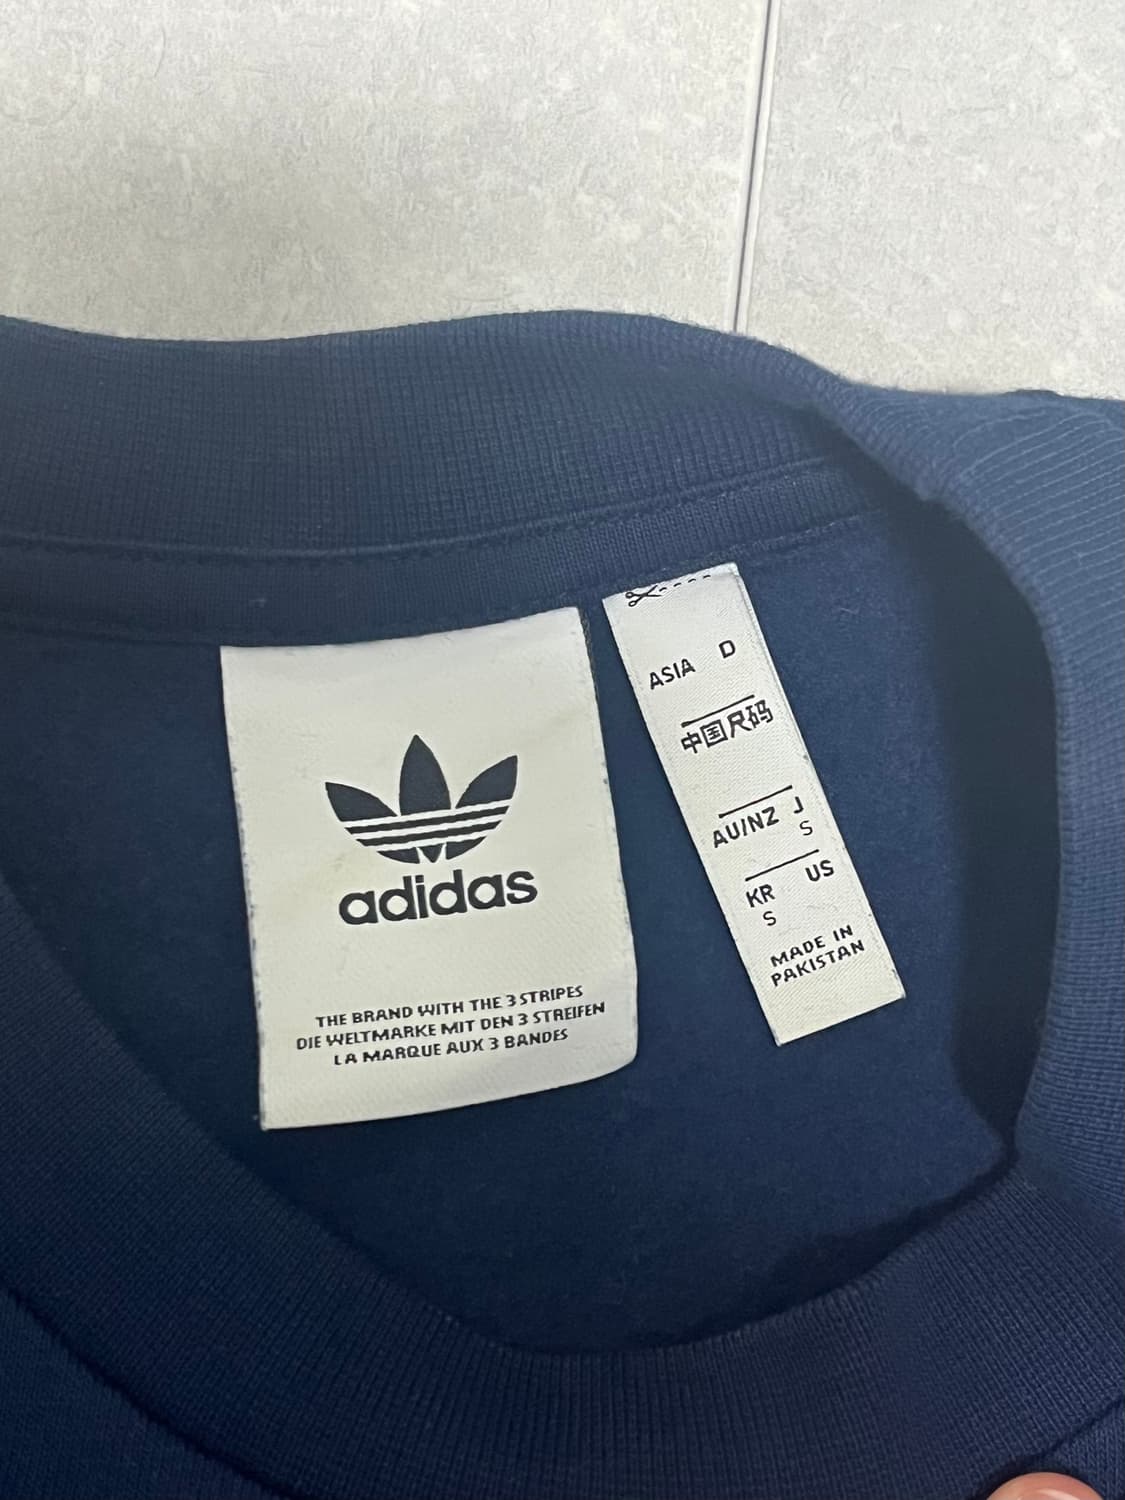 adidas
THE BRAND WITH THE 3 STRIPES
DIE WELTMARKE MIT DEN 3 STREIFEN
LA MARQUE AUX 3 BANDES
ASIA D
中国尺码
AU/NZ J
S
KR US
S
MADE IN
PAKISTAN